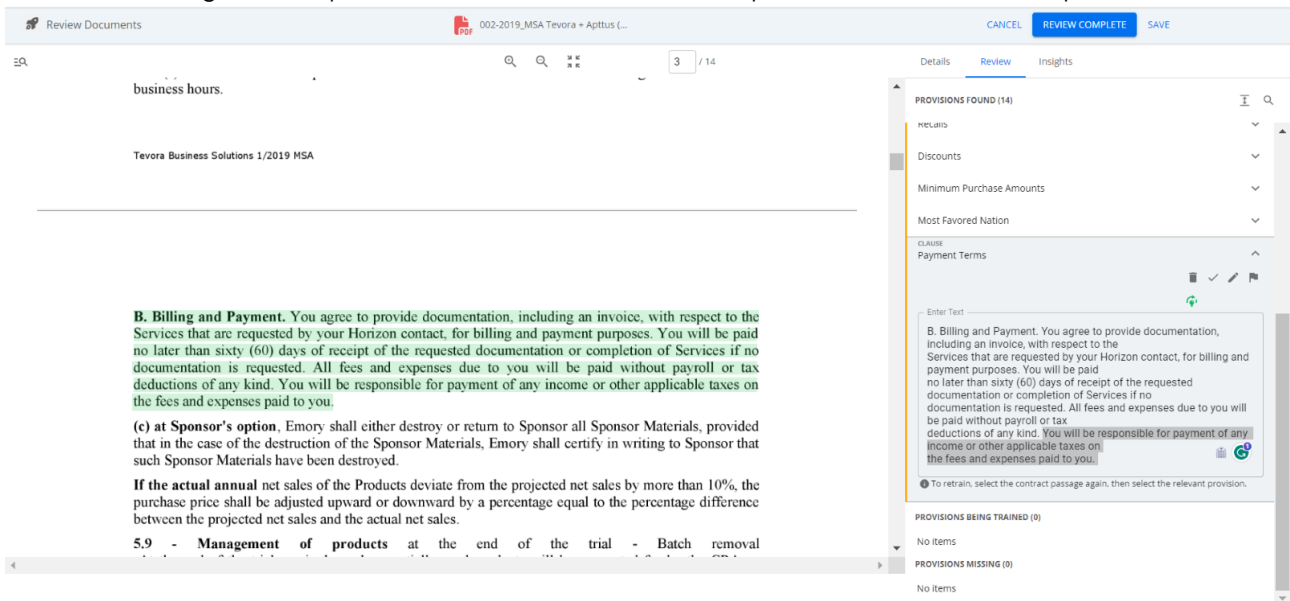 Review Documents
002-2019_MSA Tevora + Apttus (...
CANCEL
REVIEW COMPLETE
SAVE
3 / 14
business hours.
Tevora Business Solutions 1/2019 MSA
B. Billing and Payment. You agree to provide documentation, including an invoice, with respect to the
Services that are requested by your Horizon contact, for billing and payment purposes. You will be paid
no later than sixty (60) days of receipt of the requested documentation or completion of Services if no
documentation is requested. All fees and expenses due to you will be paid without payroll or tax
deductions of any kind. You will be responsible for payment of any income or other applicable taxes on
the fees and expenses paid to you.
(c) at Sponsor's option, Emory shall either destroy or return to Sponsor all Sponsor Materials, provided
that in the case of the destruction of the Sponsor Materials, Emory shall certify in writing to Sponsor that
such Sponsor Materials have been destroyed.
If the actual annual net sales of the Products deviate from the projected net sales by more than 10%, the
purchase price shall be adjusted upward or downward by a percentage equal to the percentage difference
between the projected net sales and the actual net sales.
5.9 - Management of products at the end of the trial - Batch removal
Details
Review
Insights
PROVISIONS FOUND (14)
Recalls
Discounts
Minimum Purchase Amounts
Most Favored Nation
CLAUSE
Payment Terms
Enter Text
B. Billing and Payment. You agree to provide documentation,
including an invoice, with respect to the
Services that are requested by your Horizon contact, for billing and
payment purposes. You will be paid
no later than sixty (60) days of receipt of the requested
documentation or completion of Services if no
documentation is requested. All fees and expenses due to you will
be paid without payroll or tax
deductions of any kind. You will be responsible for payment of any
income or other applicable taxes on
the fees and expenses paid to you.
To retrain, select the contract passage again, then select the relevant provision.
PROVISIONS BEING TRAINED (0)
No items
PROVISIONS MISSING (0)
No items